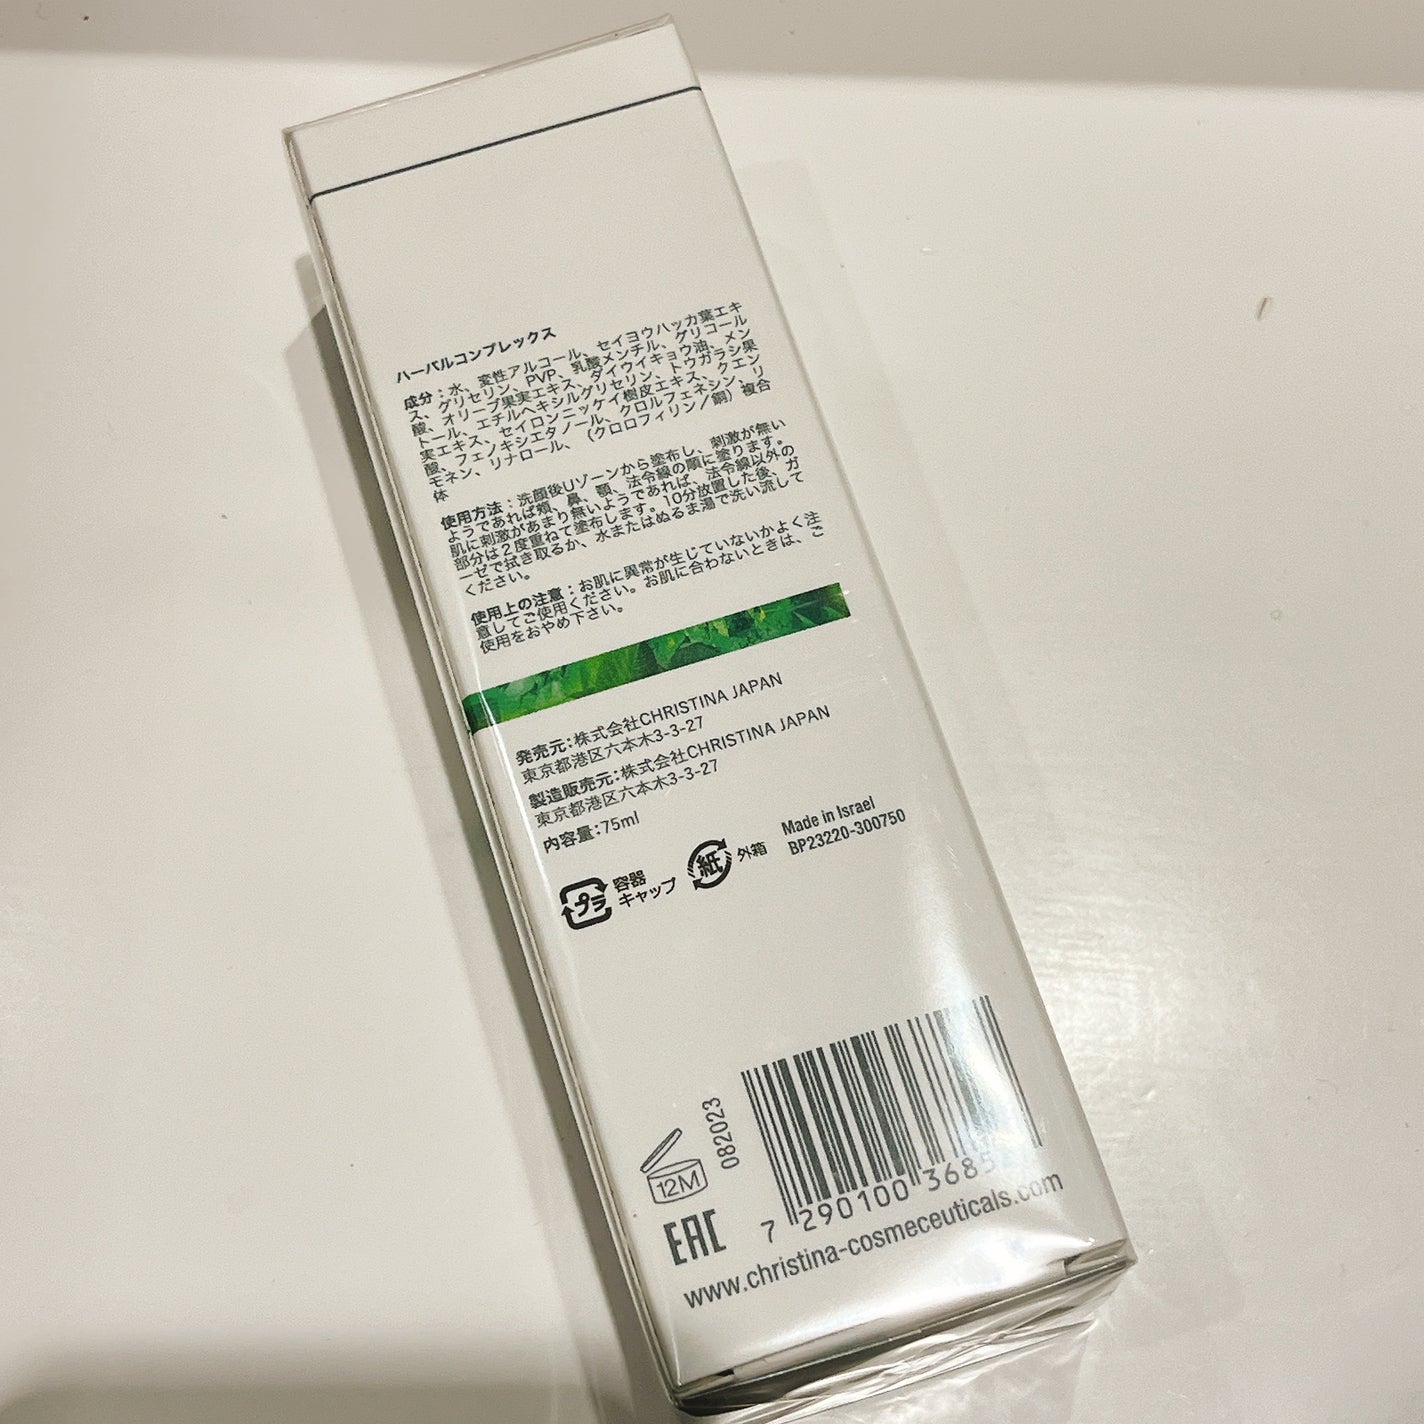 ハーバルコンプレックス
成分：水、変性アルコール、セイヨウハッカ葉エキ
ス、グリセリン、PVP、乳酸メンチル、グリコール
酸、オリーブ果実エキス、ダイウイキョウ油、メン
トール、エチルヘキシルグリセリン、トウガラシ果
実エキス、セイロンニッケイ樹皮エキス、クエン
酸、フェノキシエタノール、クロルフェネシン、リ
モネン、リナロール、（クロロフィリン／銅）複合
体
使用方法：洗顔後Uゾーンから塗布し、刺激が無い
ようであれば頬、鼻、顎、法令線の順に塗ります。
肌に刺激があまり無いようであれば、法令線以外の
部分は２度重ねて塗布します。10分放置した後、ガ
ーゼで拭き取るか、水またはぬるま湯で洗い流して
ください。
使用上の注意：お肌に異常が生じていないかよく注
意してご使用ください。お肌に合わないときは、ご
使用をおやめ下さい。
発売元：株式会社CHRISTINA JAPAN
東京都港区六本木3-3-27
製造販売元：株式会社CHRISTINA JAPAN
東京都港区六本木3-3-27
内容量：75ml
プラ 容器
キャップ
紙 外箱
Made in Israel
BP23220-300750
082023
12M
EAC
7 290100 3685
www.christina-cosmeceuticals.com